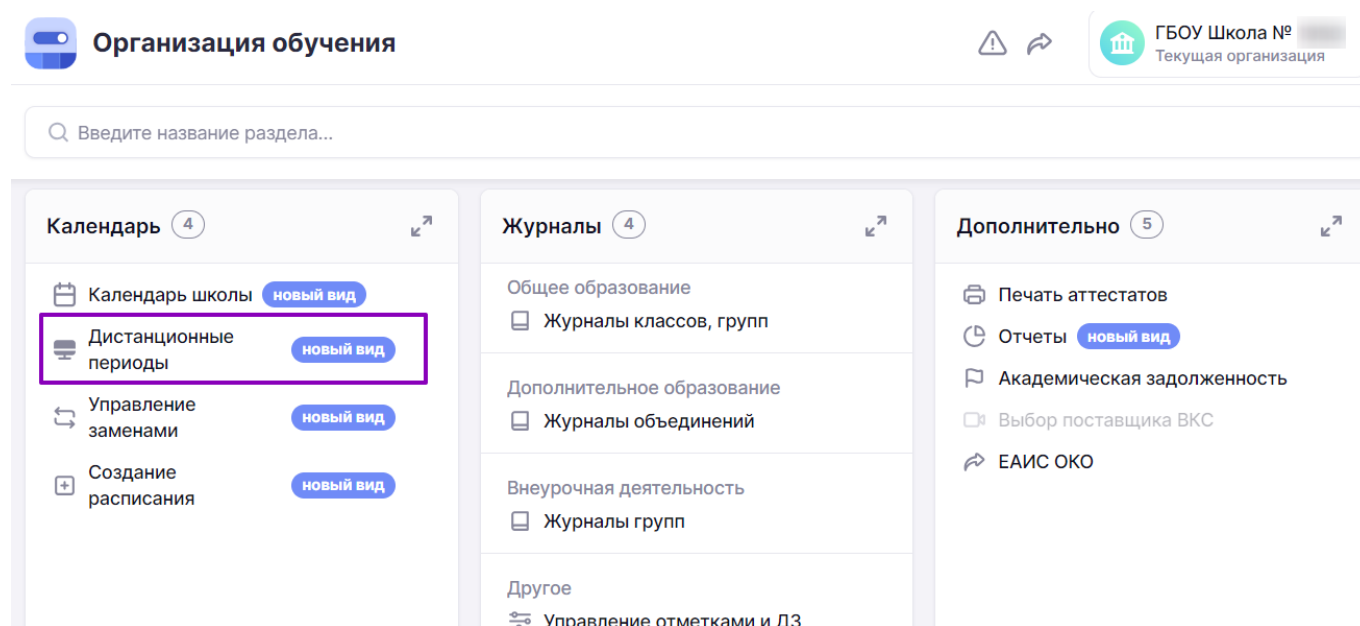 Организация обучения
ГБОУ Школа №
Текущая организация
Введите название раздела...
Календарь 4
Календарь школы новый вид
Дистанционные
периоды
новый вид
Управление
заменами
новый вид
Создание
расписания
новый вид
Журналы 4
Общее образование
Журналы классов, групп
Дополнительное образование
Журналы объединений
Внеурочная деятельность
Журналы групп
Другое
Управление отметками и ДЗ
Дополнительно 5
Печать аттестатов
Отчеты новый вид
Академическая задолженность
Выбор поставщика ВКС
ЕАИС ОКО